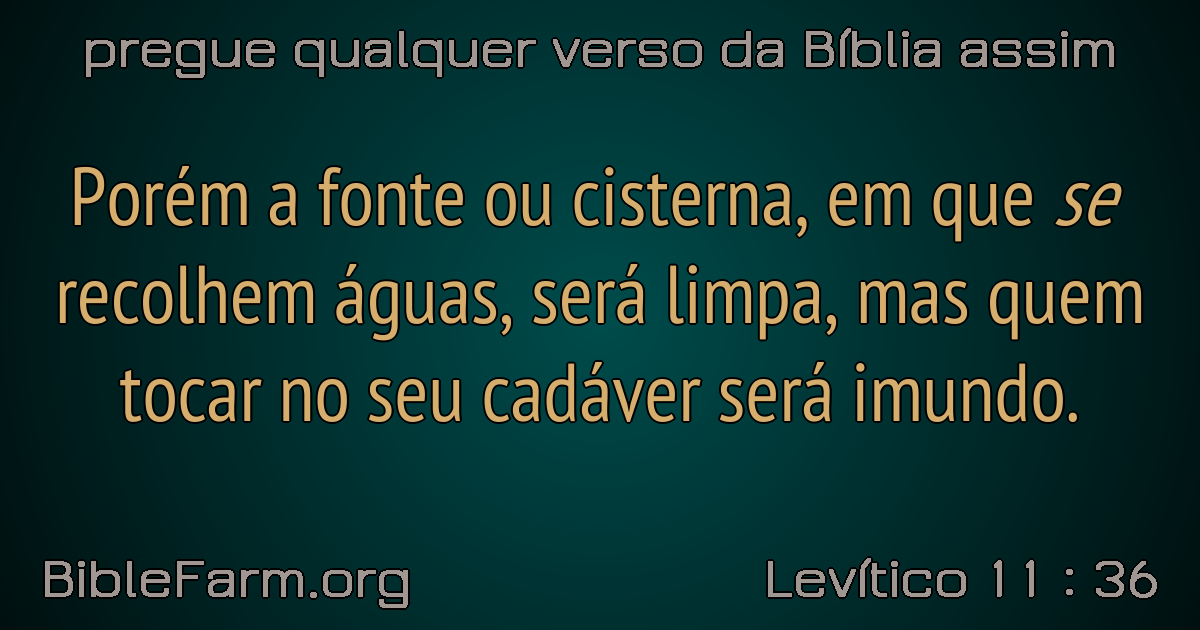 pregue qualquer verso da Bíblia assim
Porém a fonte ou cisterna, em que se
recolhem águas, será limpa, mas quem
tocar no seu cadáver será imundo.
BibleFarm.org
Levítico 11 : 36